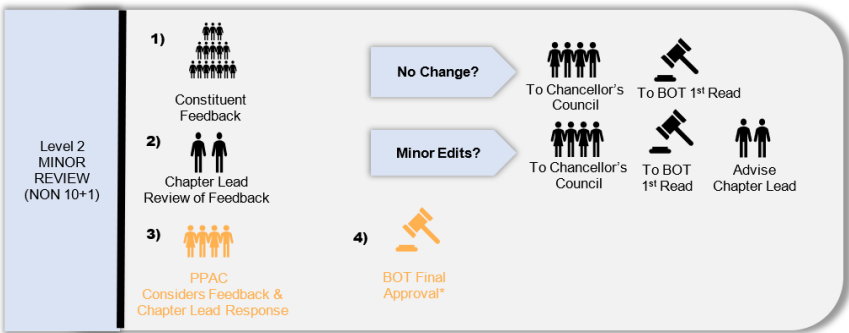 Level 2
MINOR
REVIEW
(NON 10+1)
1)
Constituent
Feedback
2)
Chapter Lead
Review of Feedback
3)
PPAC
Considers Feedback &
Chapter Lead Response
No Change?
To Chancellor's
Council
To BOT 1st Read
Minor Edits?
To Chancellor's
Council
To BOT
1st Read
Advise
Chapter Lead
4)
BOT Final
Approval*